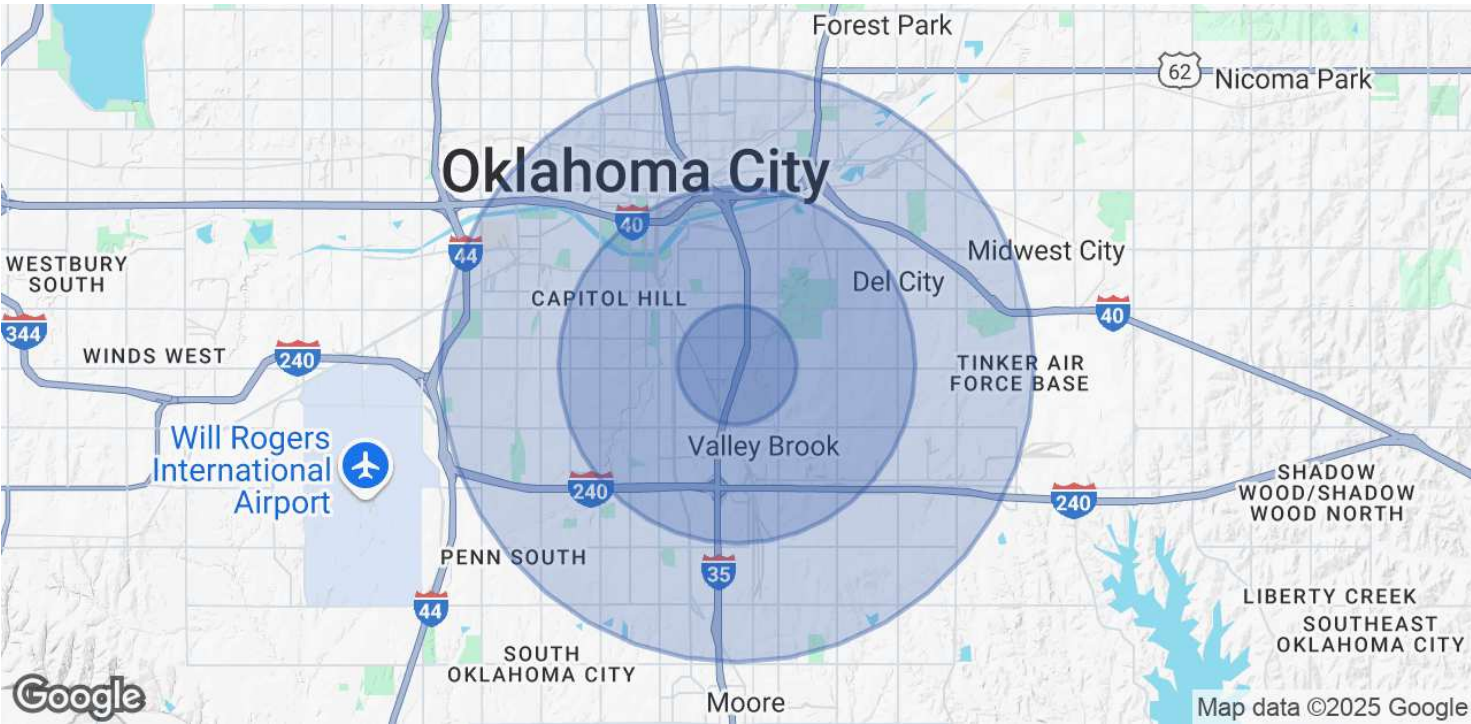 Forest Park
62
Nicoma Park
Oklahoma City
40
44
Midwest City
WESTBURY
SOUTH
Del City
CAPITOL HILL
40
344
WINDS WEST
240
TINKER AIR
FORCE BASE
Will Rogers
International
Airport
Valley Brook
240
240
SHADOW
WOOD/SHADOW
WOOD NORTH
PENN SOUTH
35
44
LIBERTY CREEK
SOUTHEAST
OKLAHOMA CITY
SOUTH
OKLAHOMA CITY
Moore
Google
Map data ©2025 Google